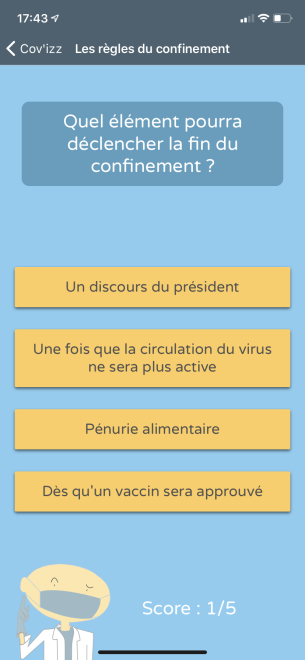 17:43
Cov'izz Les règles du confinement
Quel élément pourra
déclencher la fin du
confinement ?
Un discours du président
Une fois que la circulation du virus
ne sera plus active
Pénurie alimentaire
Dès qu'un vaccin sera approuvé
Score : 1/5